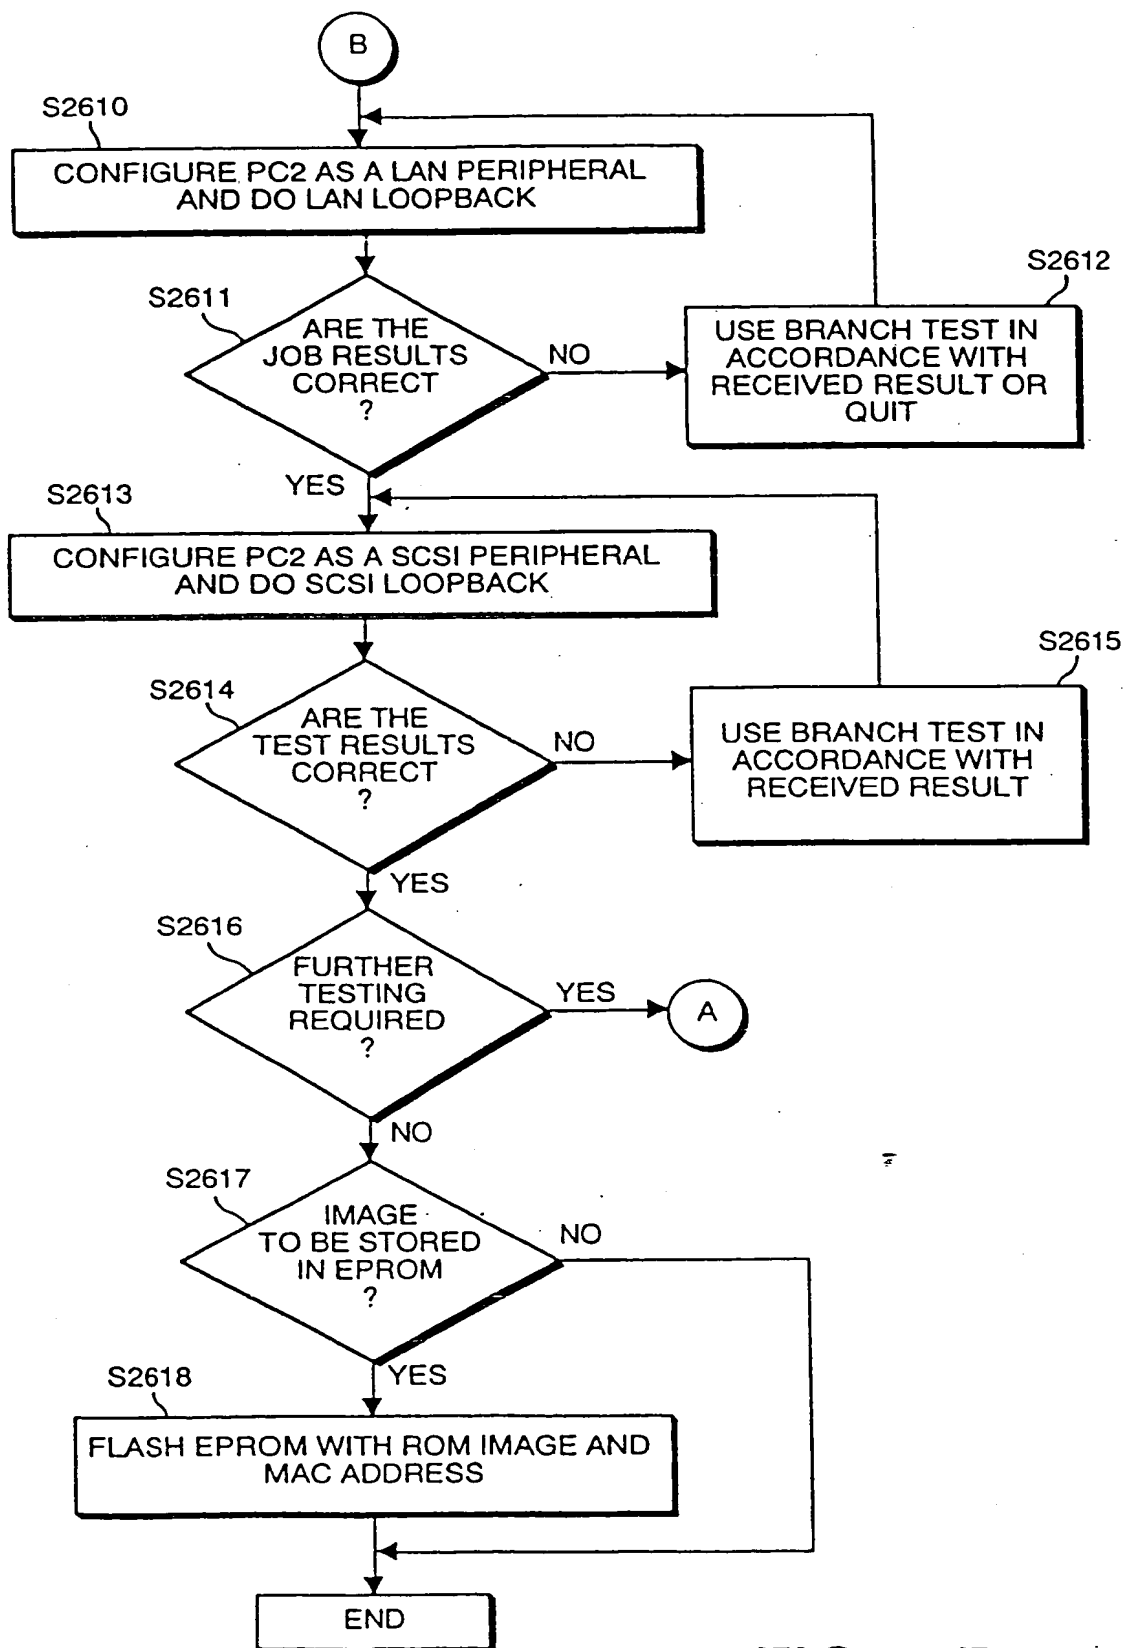 B
S2610
CONFIGURE PC2 AS A LAN PERIPHERAL
AND DO LAN LOOPBACK
S2611
ARE THE
JOB RESULTS
CORRECT
?
NO
S2612
USE BRANCH TEST IN
ACCORDANCE WITH
RECEIVED RESULT OR
QUIT
YES
S2613
CONFIGURE PC2 AS A SCSI PERIPHERAL
AND DO SCSI LOOPBACK
S2614
ARE THE
TEST RESULTS
CORRECT
?
NO
S2615
USE BRANCH TEST IN
ACCORDANCE WITH
RECEIVED RESULT
YES
S2616
FURTHER
TESTING
REQUIRED
?
YES
A
NO
S2617
IMAGE
TO BE STORED
IN EPROM
?
NO
YES
S2618
FLASH EPROM WITH ROM IMAGE AND
MAC ADDRESS
END